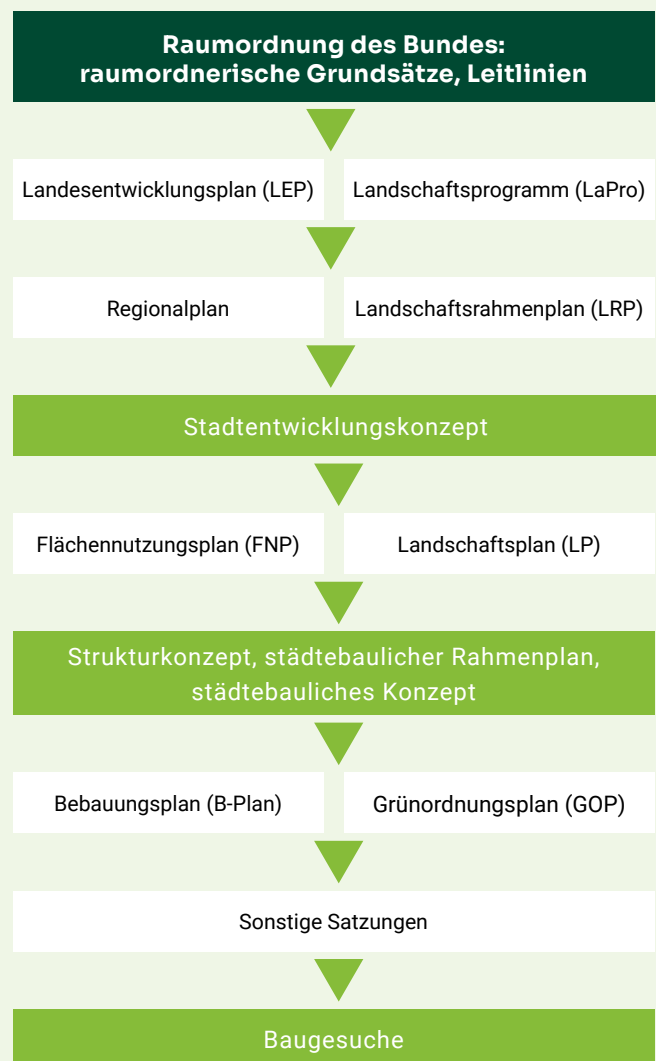 Raumordnung des Bundes:
raumordnerische Grundsätze, Leitlinien
Landesentwicklungsplan (LEP)
Landschaftsprogramm (LaPro)
Regionalplan
Landschaftsrahmenplan (LRP)
Stadtentwicklungskonzept
Flächennutzungsplan (FNP)
Landschaftsplan (LP)
Strukturkonzept, städtebaulicher Rahmenplan,
städtebauliches Konzept
Bebauungsplan (B-Plan)
Grünordnungsplan (GOP)
Sonstige Satzungen
Baugesuche